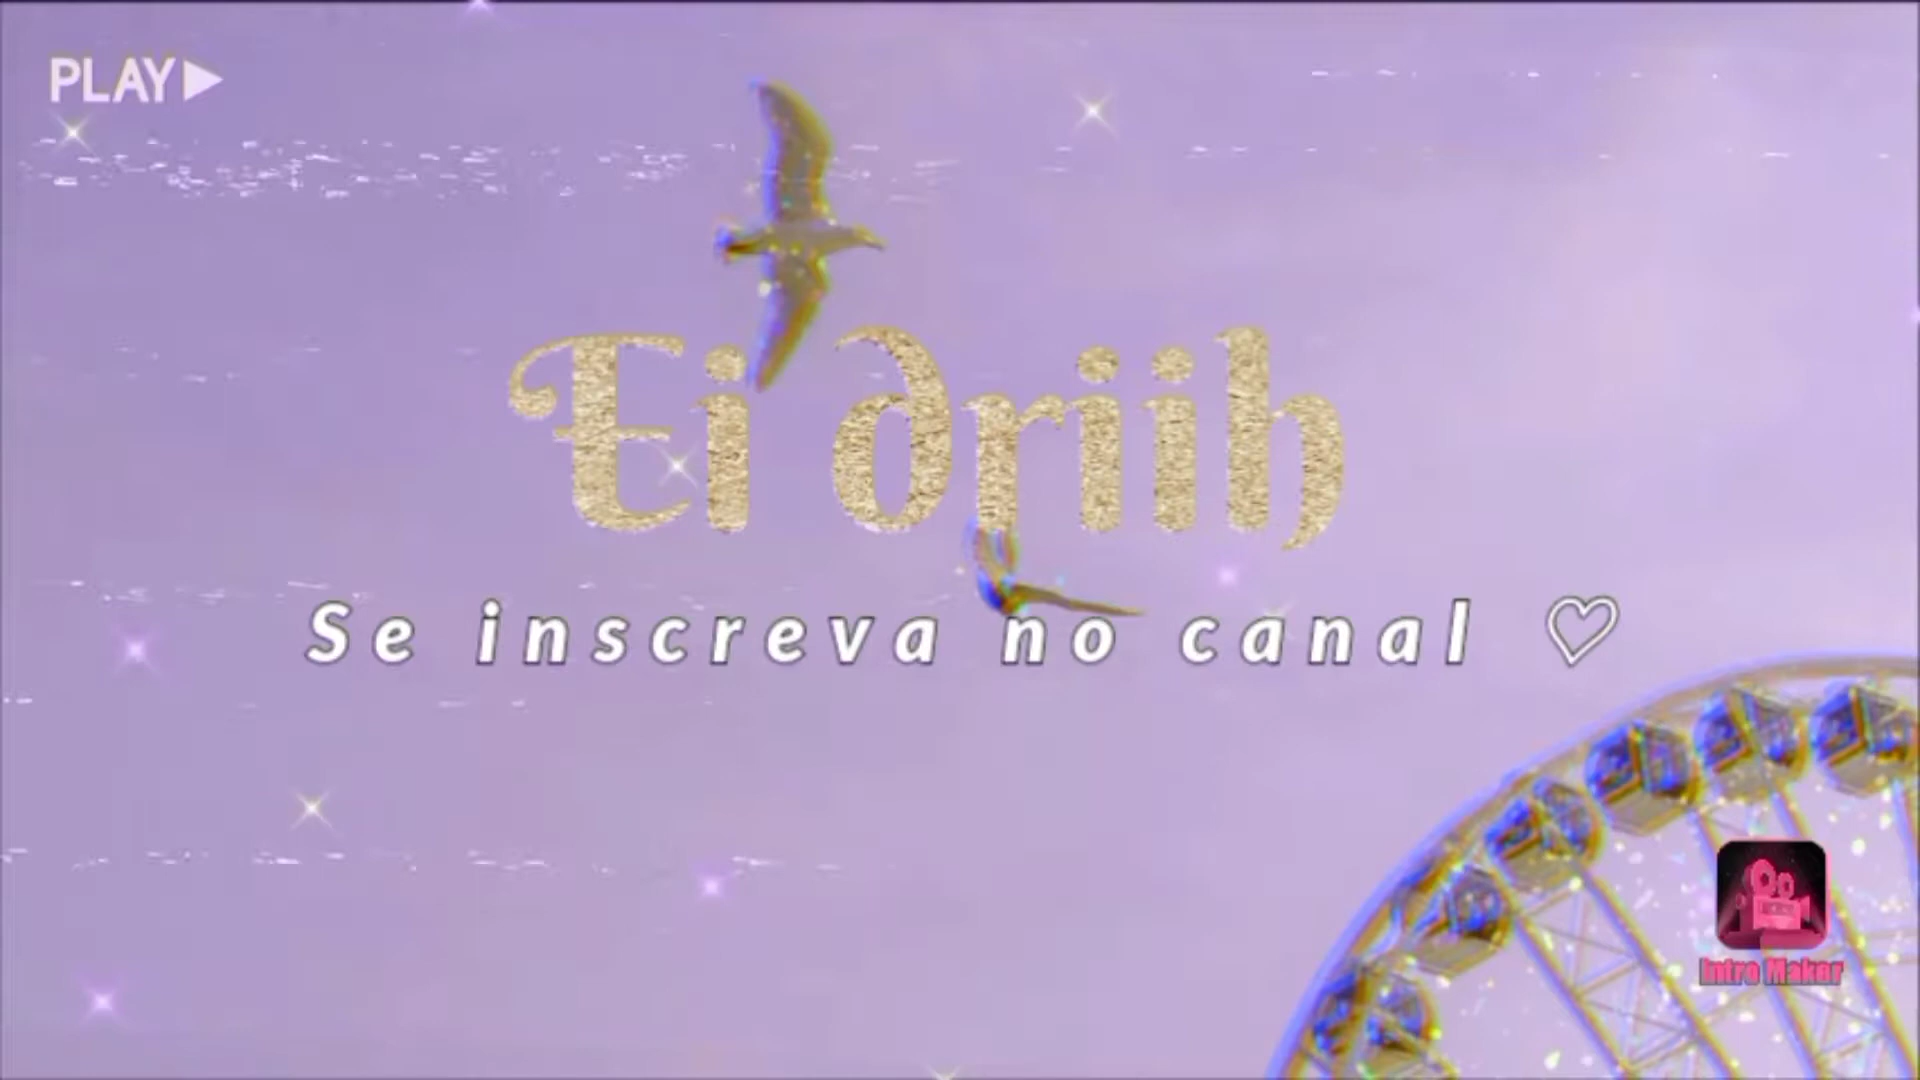 PLAY▶
Ei driih
Se inscreva no canal ♡
Intro Maker